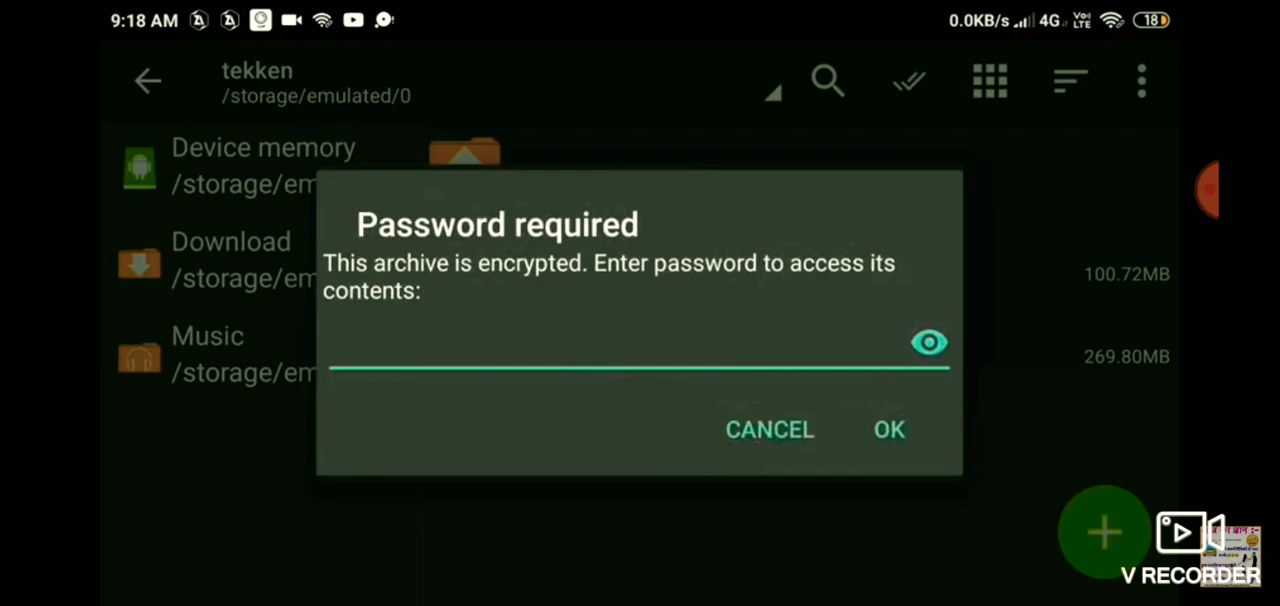 9:18 AM
0.0KB/s 4G Vo) LTE 18
tekken
/storage/emulated/0
Device memory
/storage/em
Download
/storage/em
Music
/storage/em
100.72MB
269.80MB
Password required
This archive is encrypted. Enter password to access its
contents:
CANCEL OK
V RECORDER